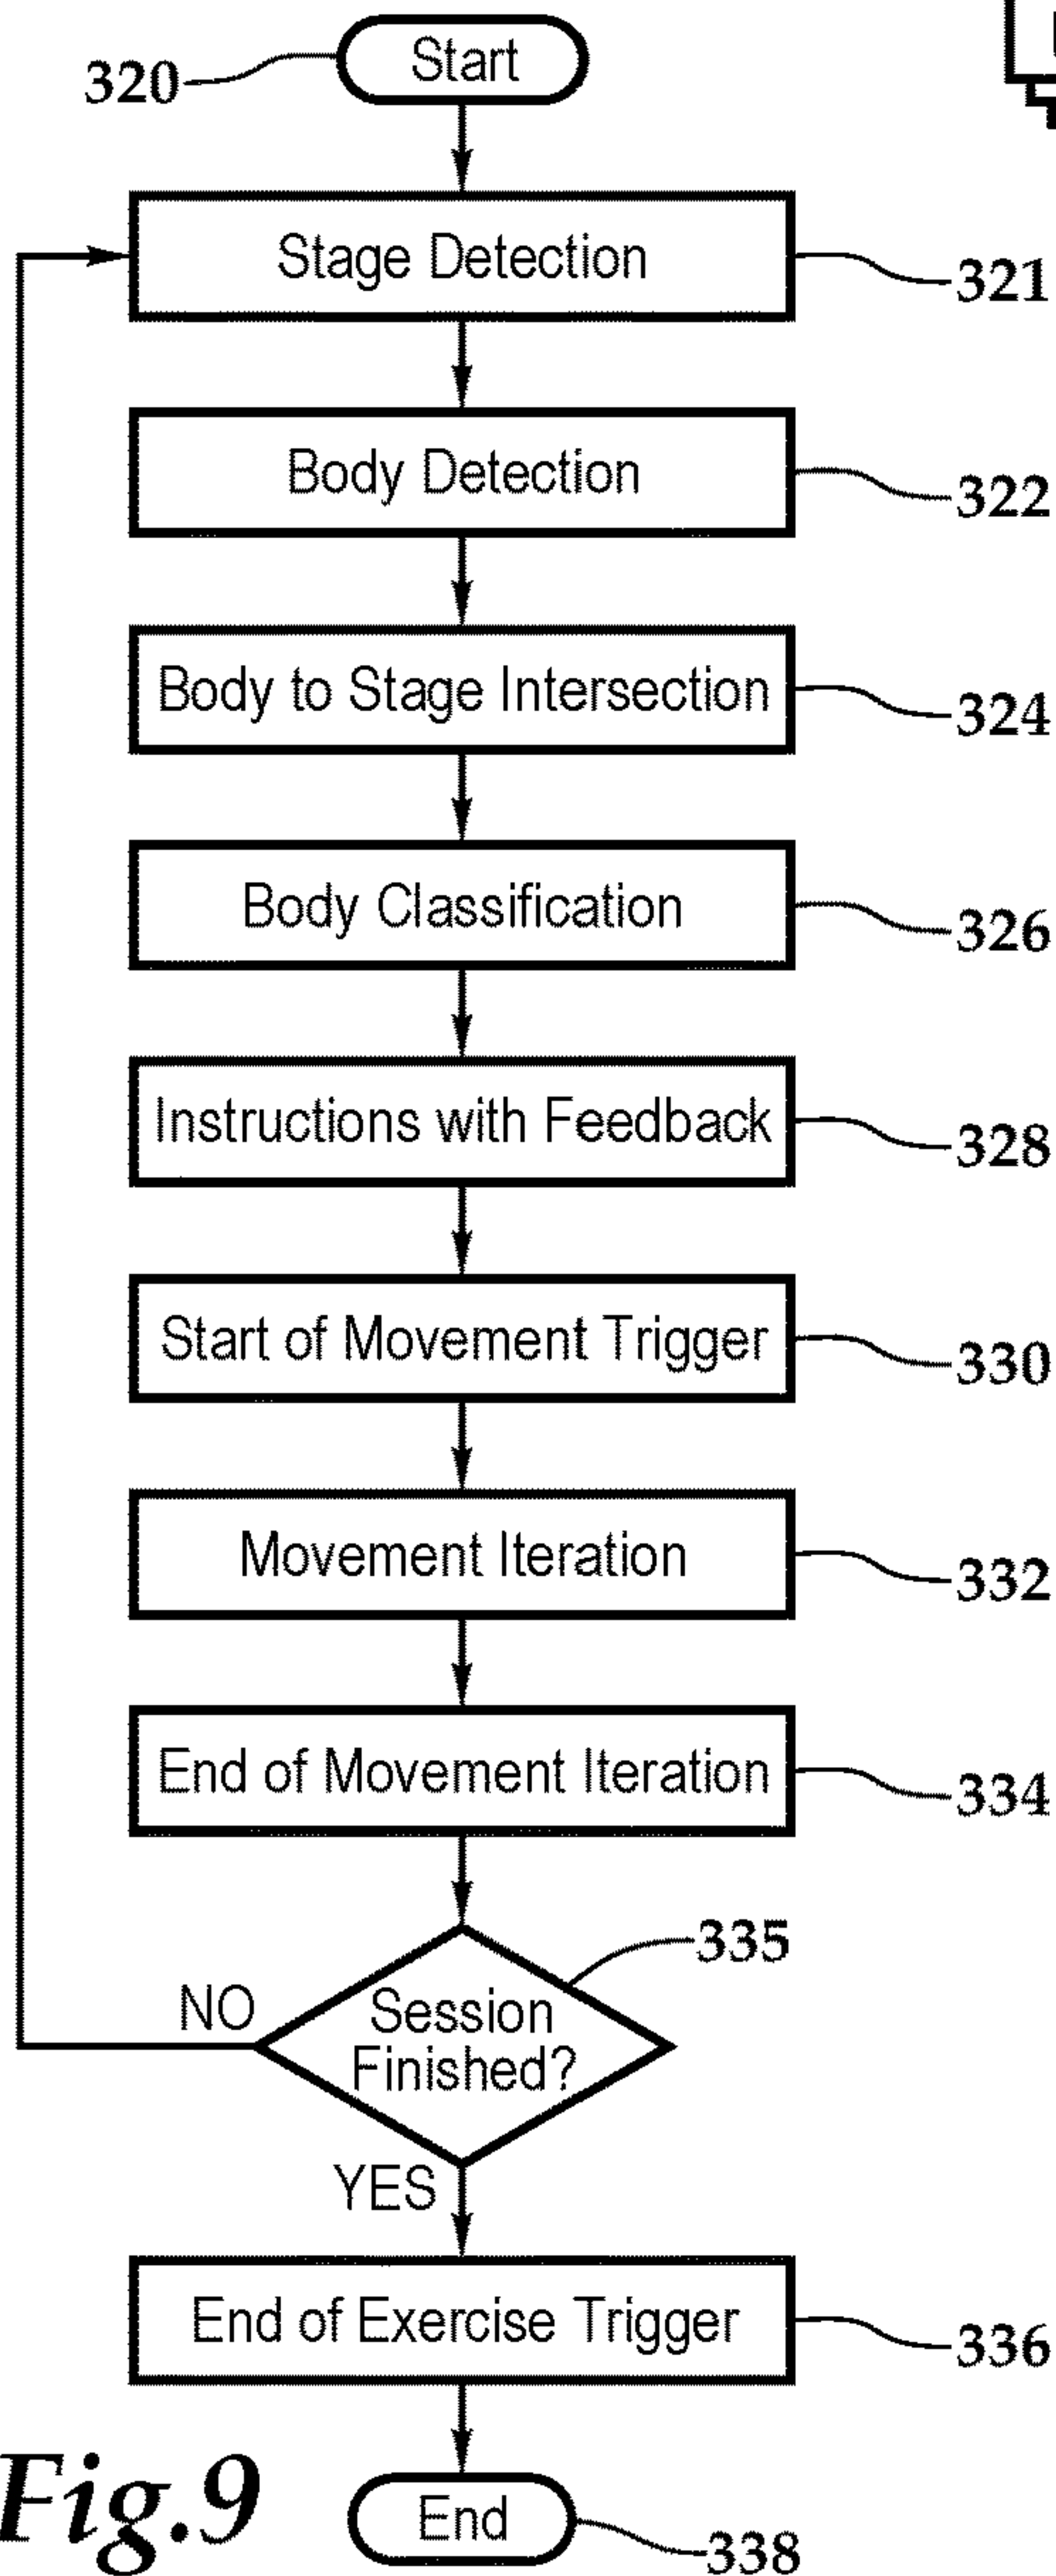 320
Start
Stage Detection
321
Body Detection
322
Body to Stage Intersection
324
Body Classification
326
Instructions with Feedback
328
Start of Movement Trigger
330
Movement Iteration
332
End of Movement Iteration
334
335
NO
Session
Finished?
YES
End of Exercise Trigger
336
Fig.9
End
338